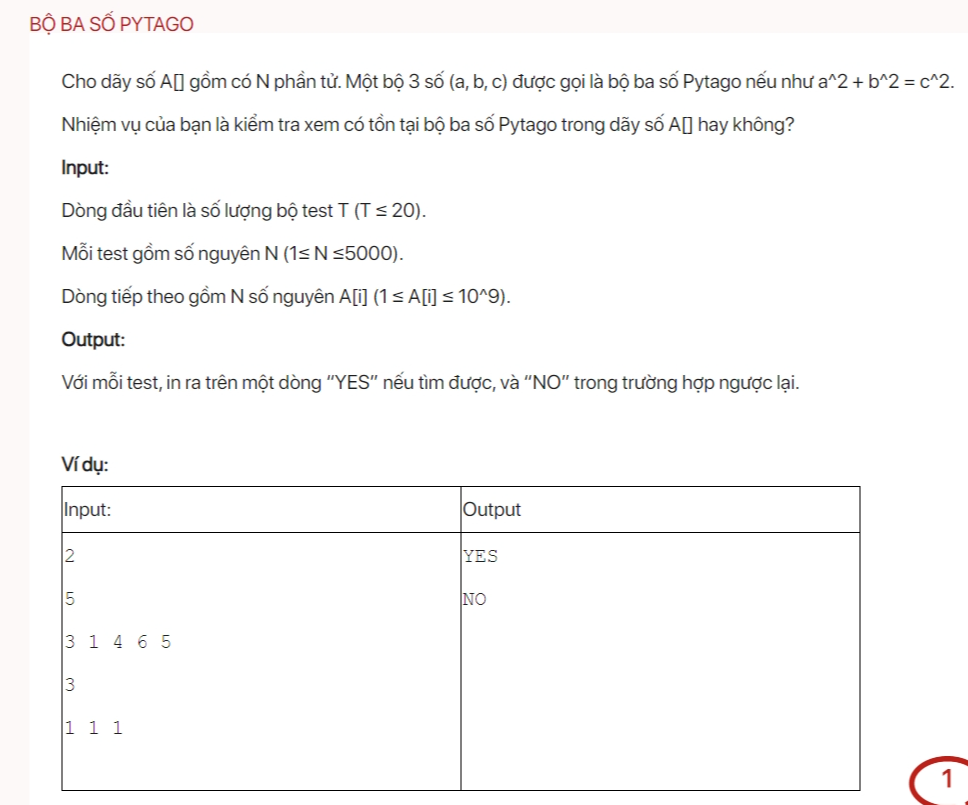 BỘ BA SỐ PYTAGO
Cho dãy số A[] gồm có N phần tử. Một bộ 3 số (a, b, c) được gọi là bộ ba số Pytago nếu như a^2 + b^2 = c^2.
Nhiệm vụ của bạn là kiểm tra xem có tồn tại bộ ba số Pytago trong dãy số A[] hay không?
Input:
Dòng đầu tiên là số lượng bộ test T (T ≤ 20).
Mỗi test gồm số nguyên N (1≤ N ≤5000).
Dòng tiếp theo gồm N số nguyên A[i] (1 ≤ A[i] ≤ 10^9).
Output:
Với mỗi test, in ra trên một dòng “YES” nếu tìm được, và “NO” trong trường hợp ngược lại.
Ví dụ:
Input: Output
2 YES
5 NO
3 1 4 6 5
3
1 1 1
1